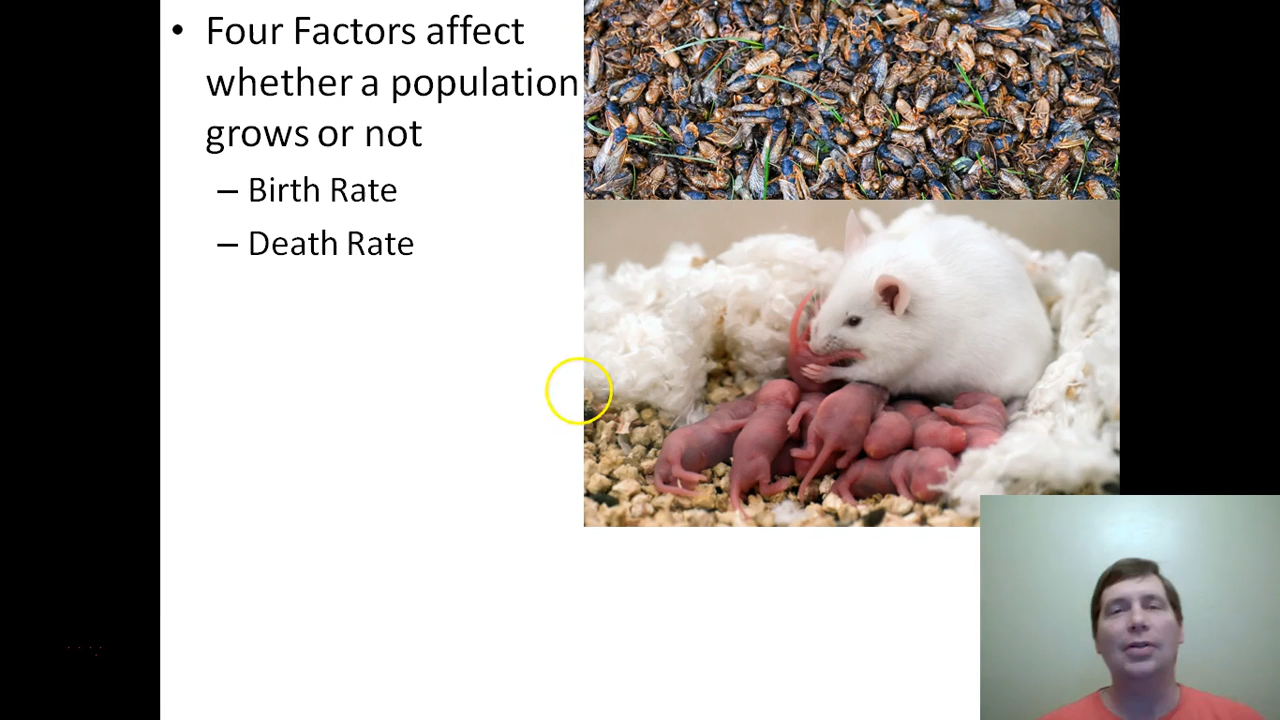 • Four Factors affect
whether a population
grows or not
– Birth Rate
– Death Rate